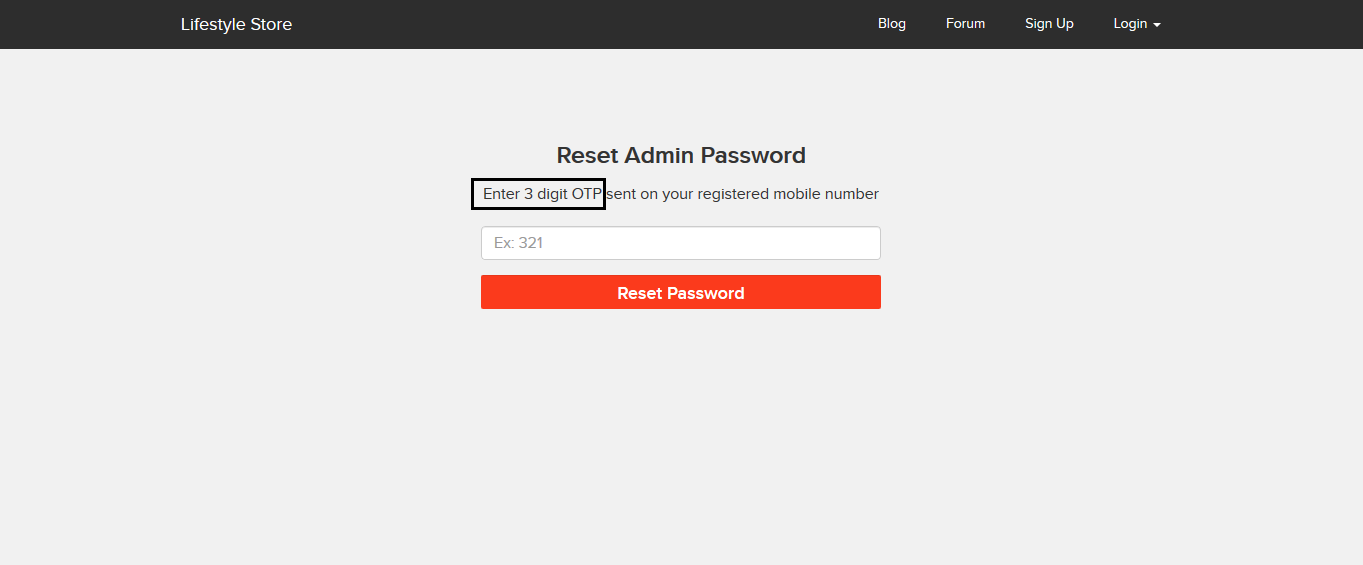 Lifestyle Store Blog Forum Sign Up Login
Reset Admin Password
Enter 3 digit OTP sent on your registered mobile number
Ex: 321
Reset Password